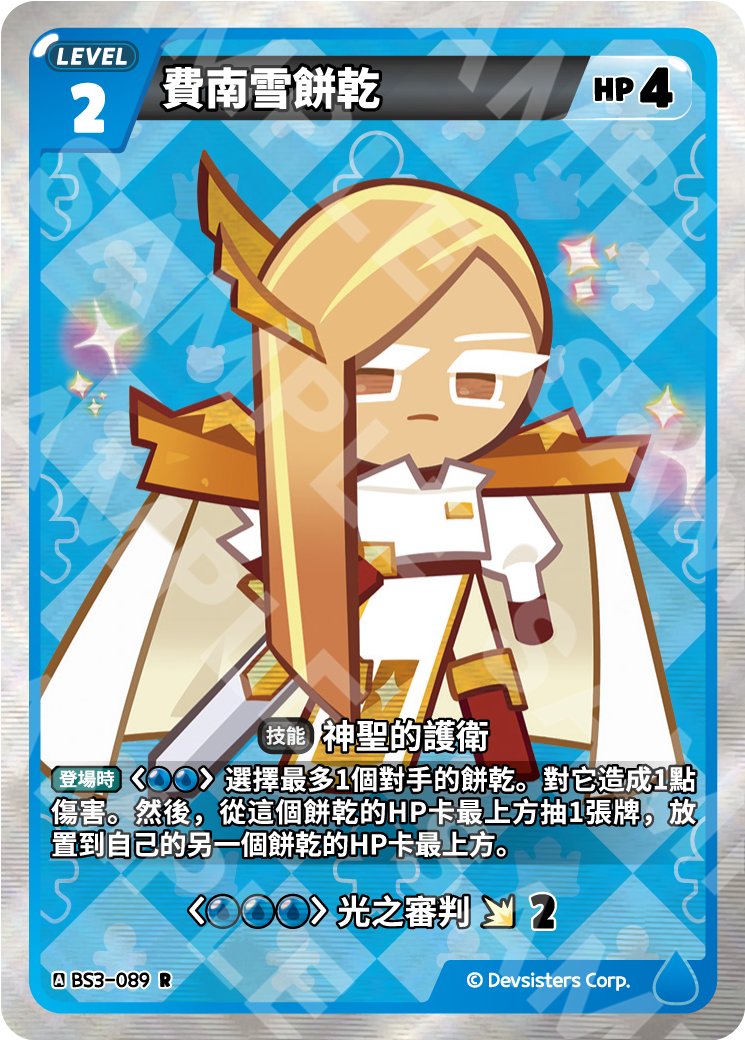 LEVEL
2
費南雪餅乾
HP 4
技能 神聖的護衛
登場時 〈 〉 選擇最多1個對手的餅乾。對它造成1點
傷害。然後，從這個餅乾的HP卡最上方抽1張牌，放
置到自己的另一個餅乾的HP卡最上方。
〈 〉 光之審判 2
A BS3-089 R
© Devsisters Corp.
SAMPLE